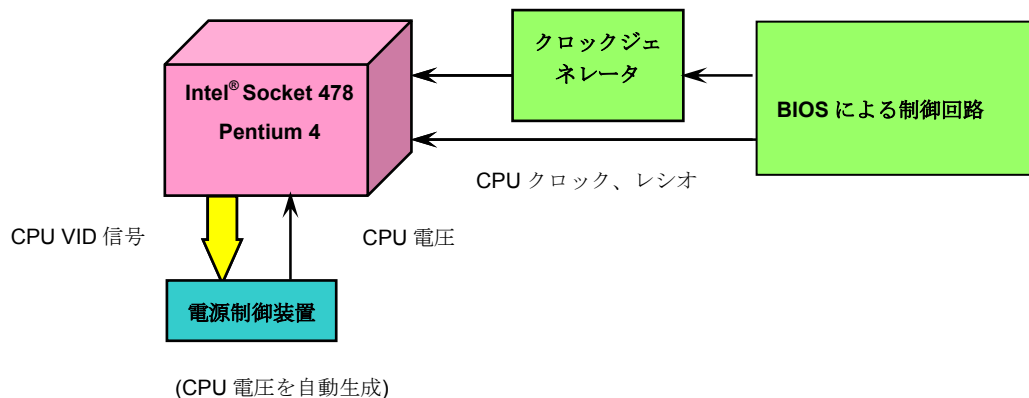 クロックジェ
ネレータ
Intel® Socket 478
Pentium 4
BIOS による制御回路
CPU クロック、レシオ
CPU VID 信号
CPU 電圧
電源制御装置
(CPU 電圧を自動生成)